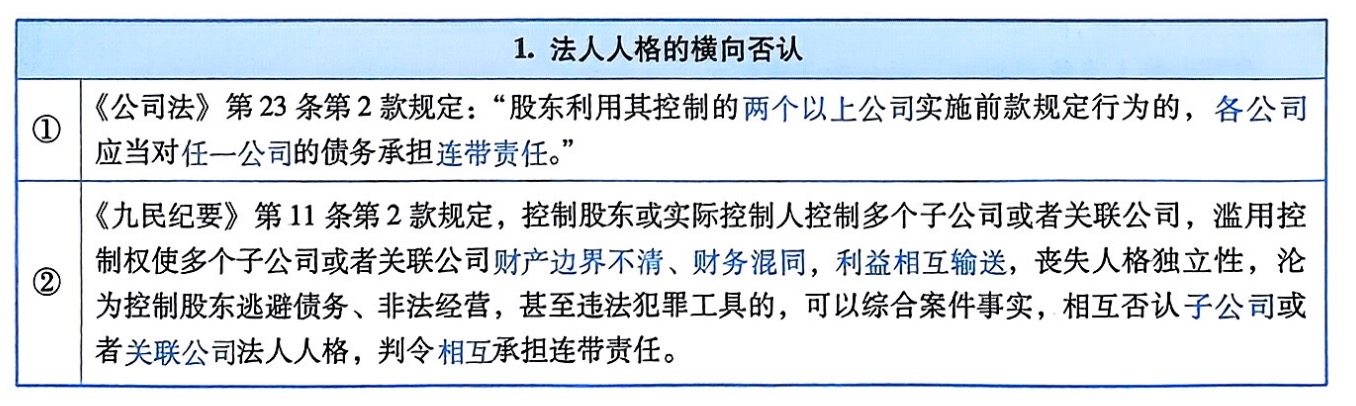 1. 法人人格的横向否认
① 《公司法》第 23 条第 2 款规定：“股东利用其控制的两个以上公司实施前款规定行为的，各公司
应当对任一公司的债务承担连带责任。”
《九民纪要》第 11 条第 2 款规定，控制股东或实际控制人控制多个子公司或者关联公司，滥用控
② 制权使多个子公司或者关联公司财产边界不清、财务混同，利益相互输送，丧失人格独立性，沦
为控制股东逃避债务、非法经营，甚至违法犯罪工具的，可以综合案件事实，相互否认子公司或
者关联公司法人人格，判令相互承担连带责任。